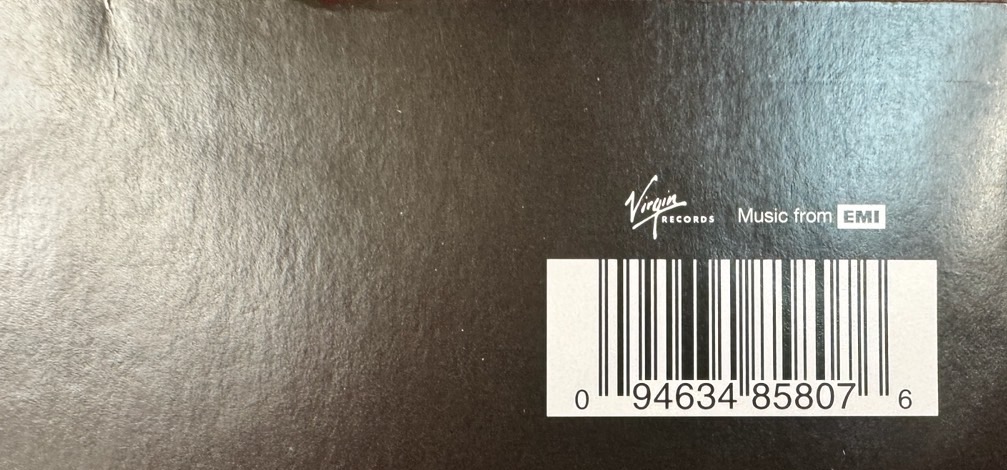 Virgin RECORDS Music from EMI
0 94634 85807 6